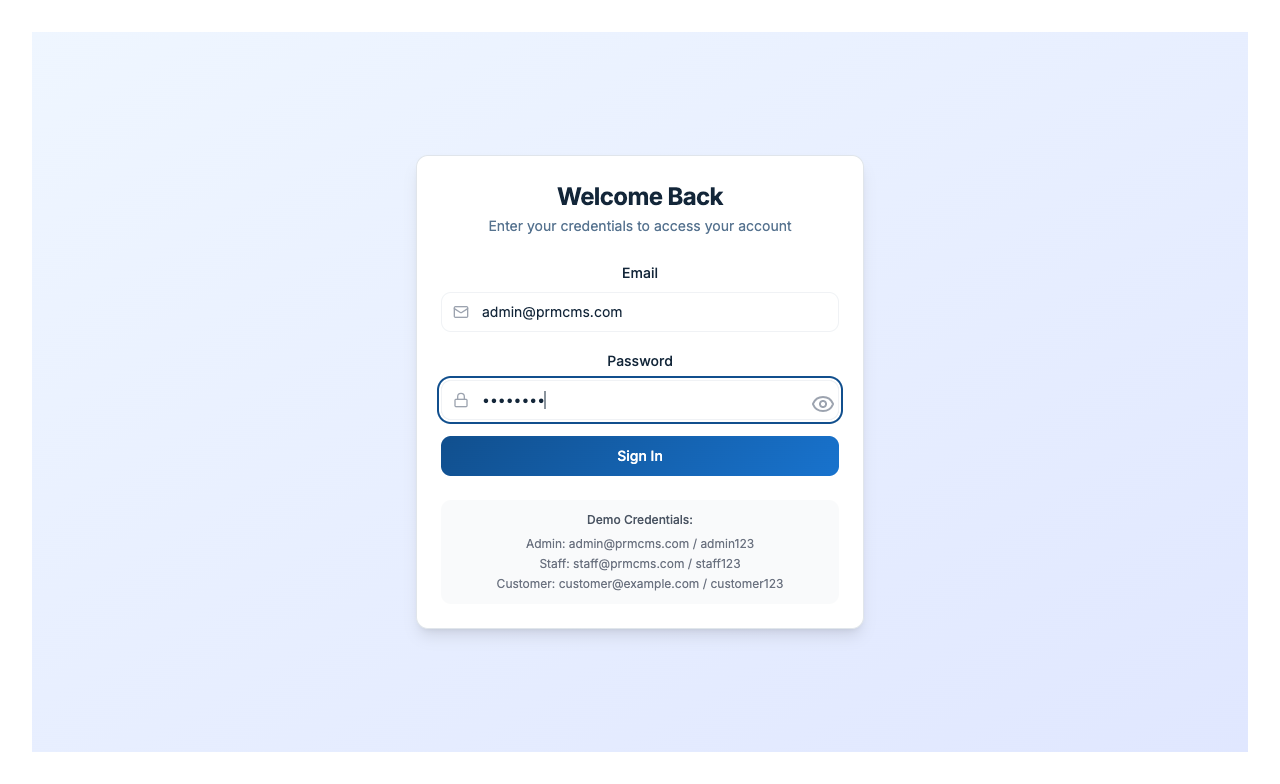 Welcome Back
Enter your credentials to access your account
Email
admin@prmcms.com
Password
••••••••
Sign In
Demo Credentials:
Admin: admin@prmcms.com / admin123
Staff: staff@prmcms.com / staff123
Customer: customer@example.com / customer123